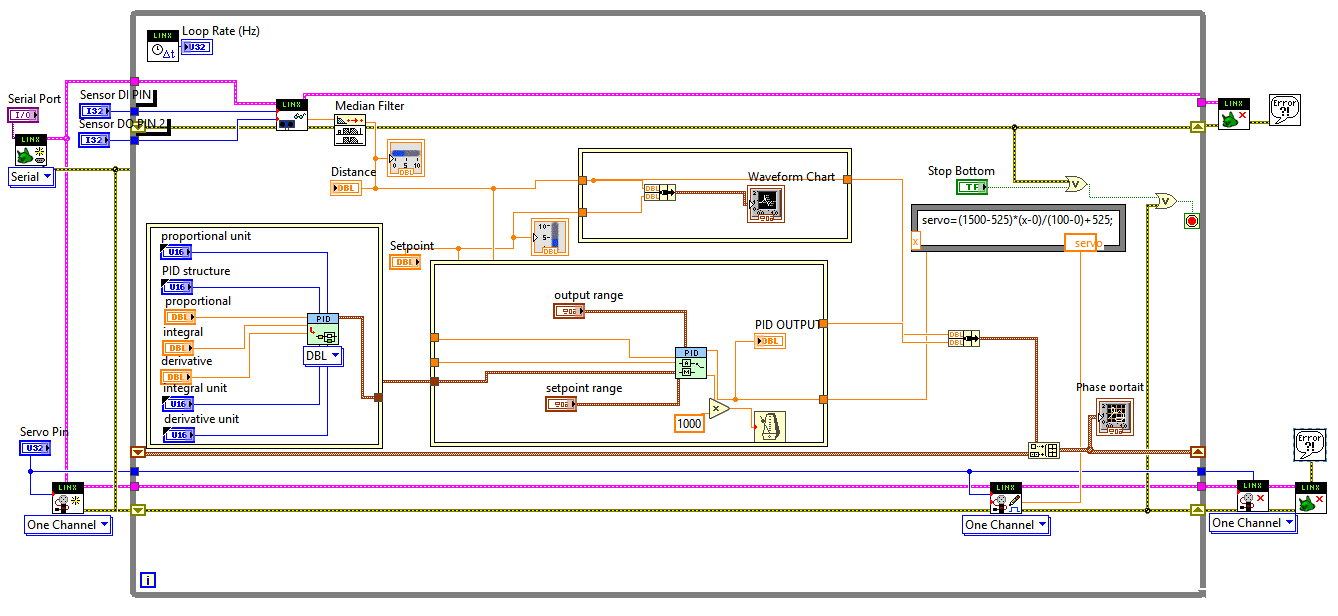 LINX
Δt
Loop Rate (Hz)
U32
Serial Port
I/O
Sensor DI PIN
I32
Sensor DO PIN 2
I32
LINX
Median Filter
LINX
Serial
LINX
Error
?!
Distance
DBL
0 5 10
DBL
Waveform Chart
DBL
DBL
Stop Bottom
TF
V
V
servo=(1500-525)*(x-0)/(100-0)+525;
x
servo
Setpoint
DBL
10-
5-
DBL
proportional unit
U16
PID structure
U16
proportional
DBL
integral
DBL
derivative
DBL
integral unit
U16
derivative unit
U16
PID
DBL
output range
PID OUTPUT
DBL
PID
setpoint range
x
1000
DBL
DBL
Phase portait
Servo Pin
U32
LINX
One Channel
LINX
One Channel
LINX
One Channel
LINX
Error
?!
i